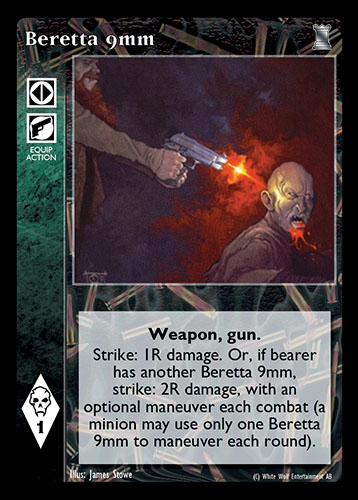 Beretta 9mm
EQUIP
ACTION
Weapon, gun.
Strike: 1R damage. Or, if bearer
has another Beretta 9mm,
strike: 2R damage, with an
optional maneuver each combat (a
minion may use only one Beretta
9mm to maneuver each round).
1
Illus: James Stowe
(C) White Wolf Entertainment AB